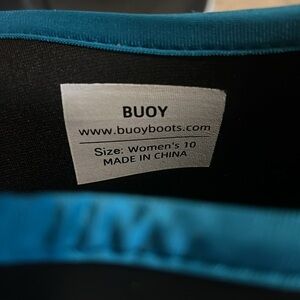 BUOY
www.buoyboots.com
Size: Women's 10
MADE IN CHINA